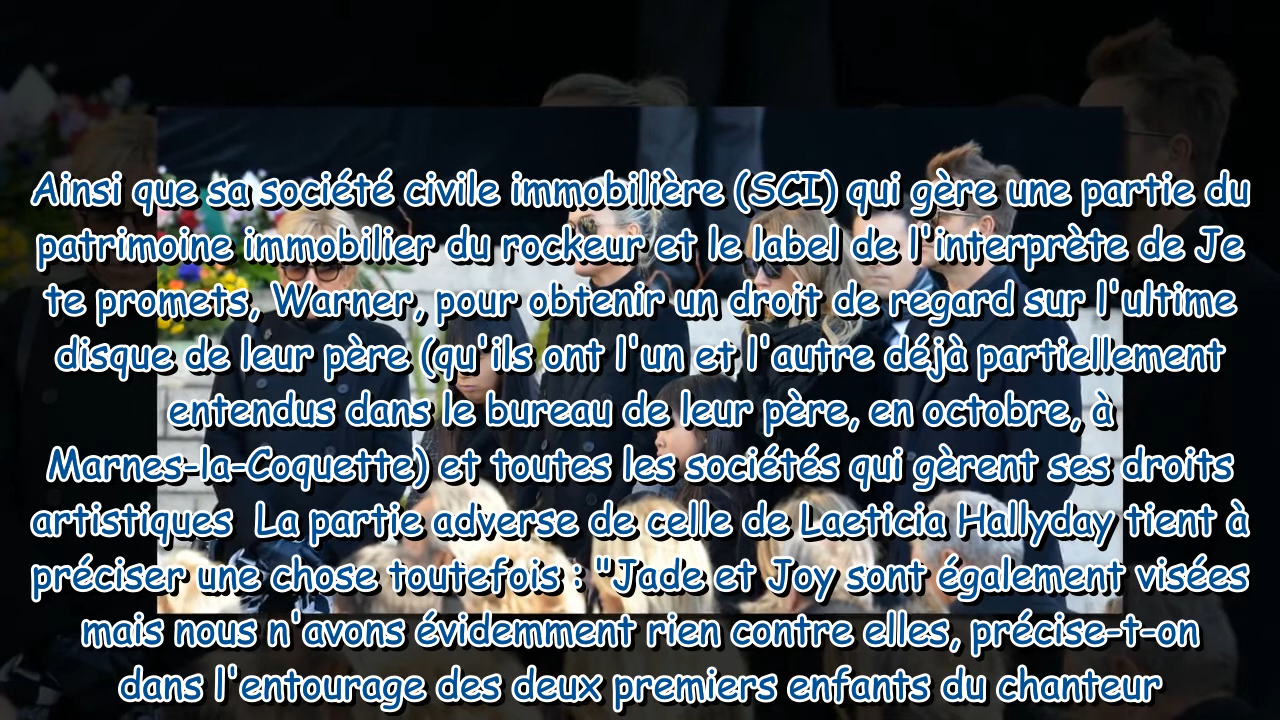 Ainsi que sa société civile immobilière (SCI) qui gère une partie du
patrimoine immobilier du rockeur et le label de l'interprète de Je
te promets, Warner, pour obtenir un droit de regard sur l'ultime
disque de leur père (qu'ils ont l'un et l'autre déjà partiellement
entendus dans le bureau de leur père, en octobre, à
Marnes-la-Coquette) et toutes les sociétés qui gèrent ses droits
artistiques  La partie adverse de celle de Laeticia Hallyday tient à
préciser une chose toutefois : "Jade et Joy sont également visées
mais nous n'avons évidemment rien contre elles, précise-t-on
dans l'entourage des deux premiers enfants du chanteur